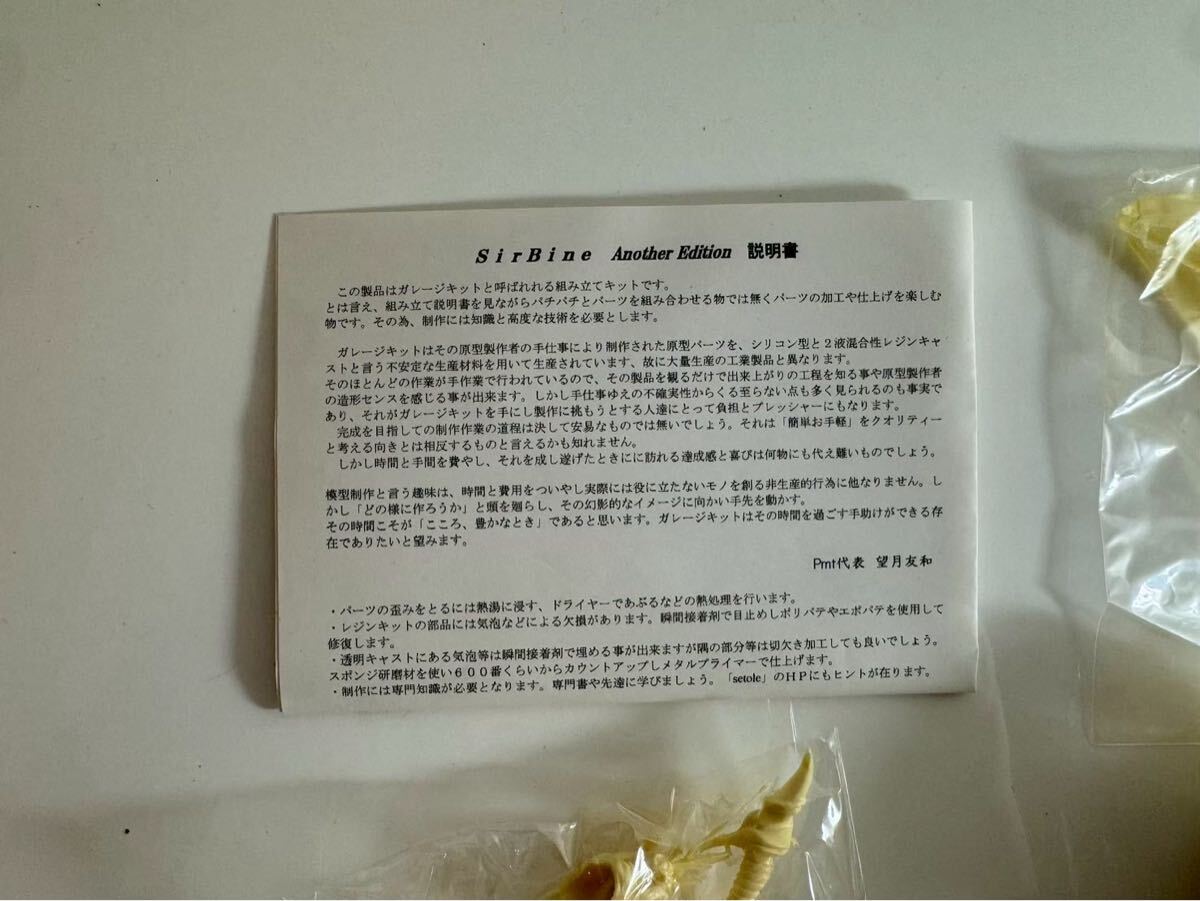 SirBine Another Edition 説明書
この製品はガレージキットと呼ばれれる組み立てキットです。
とは言え、組み立て説明書を見ながらパチパチとパーツを組み合わせる物では無くパーツの加工や仕上げを楽しむ
物です。その為、制作には知識と高度な技術を必要とします。
ガレージキットはその原型製作者の手仕事により制作された原型パーツを、シリコン型と2液混合性レジンキャ
ストと言う不安定な生産材料を用いて生産されています、故に大量生産の工業製品と異なります。
そのほとんどの作業が手作業で行われているので、その製品を観るだけで出来上がりの工程を知る事や原型製作者
の造形センスを感じる事が出来ます。しかし手仕事ゆえの不確実性からくる至らない点も多く見られるのも事実で
あり、それがガレージキットを手にし製作に挑もうとする人達にとって負担とプレッシャーにもなります。
完成を目指しての制作作業の道程は決して安易なものでは無いでしょう。それは「簡単お手軽」をクオリティー
と考える向きとは相反するものと言えるかも知れません。
しかし時間と手間を費やし、それを成し遂げたときにに訪れる達成感と喜びは何物にも代え難いものでしょう。
模型制作と言う趣味は、時間と費用をついやし実際には役に立たないモノを創る非生産的行為に他なりません。し
かし「どの様に作ろうか」と頭を廻らし、その幻影的なイメージに向かい手先を動かす。
その時間こそが「こころ、豊かなとき」であると思います。ガレージキットはその時間を過ごす手助けができる存
在でありたいと望みます。
Pmt代表 望月友和
・パーツの歪みをとるには熱湯に浸す、ドライヤーであぶるなどの熱処理を行います。
・レジンキットの部品には気泡などによる欠損があります。瞬間接着剤で目止めしポリパテやエポパテを使用して
修復します。
・透明キャストにある気泡等は瞬間接着剤で埋める事が出来ますが隅の部分等は切欠き加工しても良いでしょう。
スポンジ研磨材を使い600番くらいからカウントアップしメタルプライマーで仕上げます。
・制作には専門知識が必要となります。専門書や先達に学びましょう。「setole」のHPにもヒントが在ります。